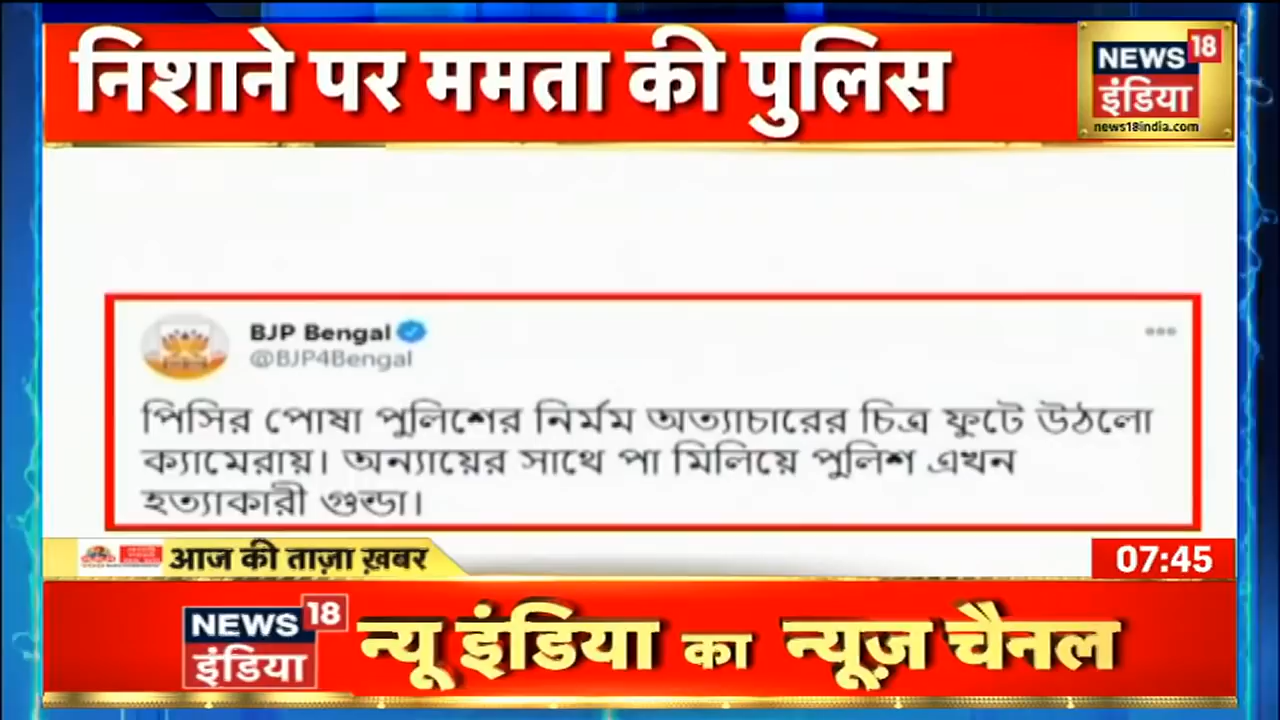 निशाने पर ममता की पुलिस
NEWS 18
इंडिया
news18india.com
BJP Bengal
@BJP4Bengal
পিসির পোষা পুলিশের নির্মম অত্যাচারের চিত্র ফুটে উঠলো
ক্যামেরায়। অন্যায়ের সাথে পা মিলিয়ে পুলিশ এখন
হত্যাকারী গুন্ডা।
आज की ताज़ा ख़बर
07:45
NEWS 18
इंडिया
न्यू इंडिया का न्यूज़ चैनल